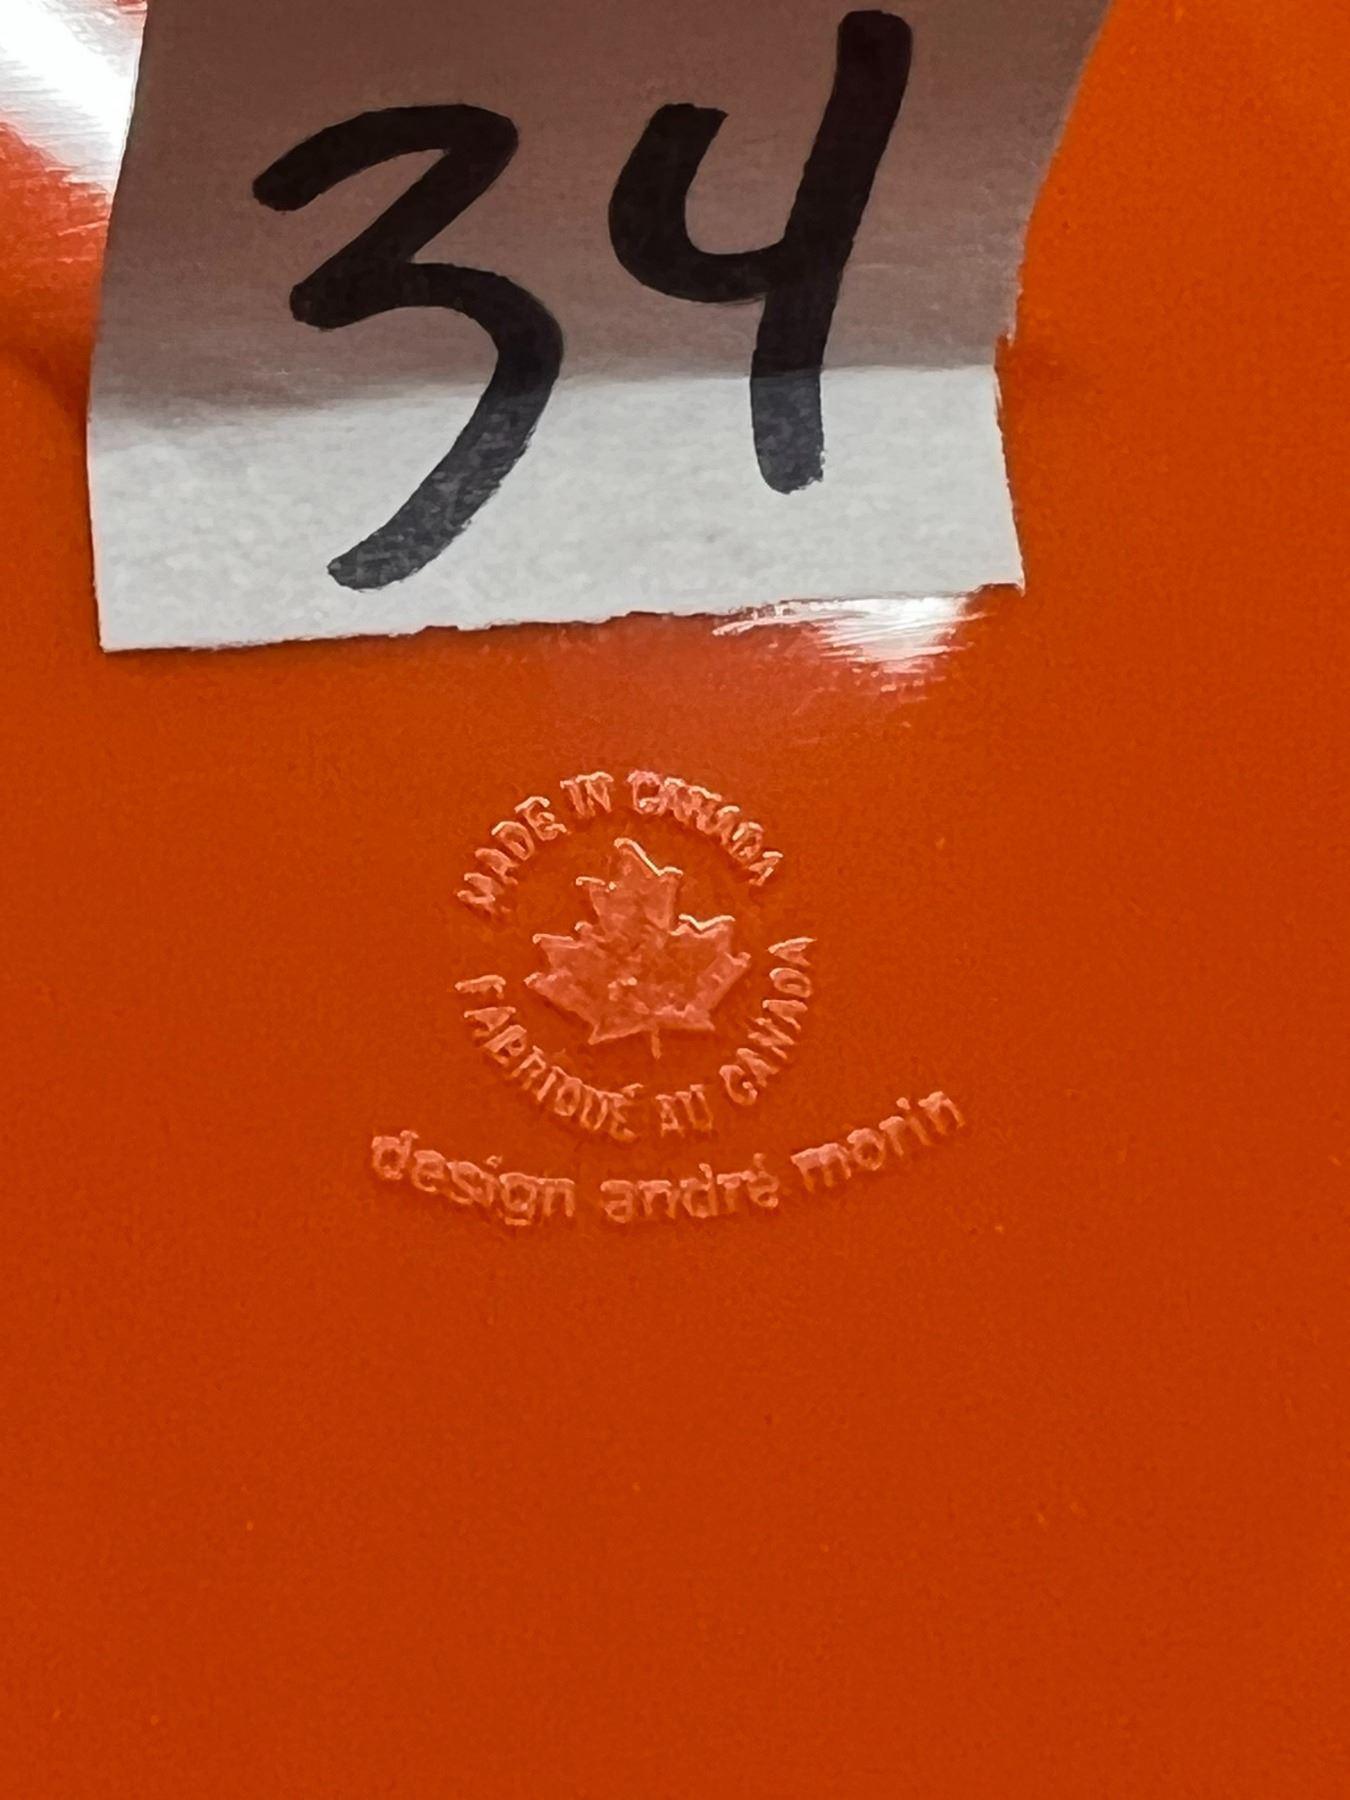 34
MADE IN CANADA
FABRIQUÉ AU CANADA
design andré morin